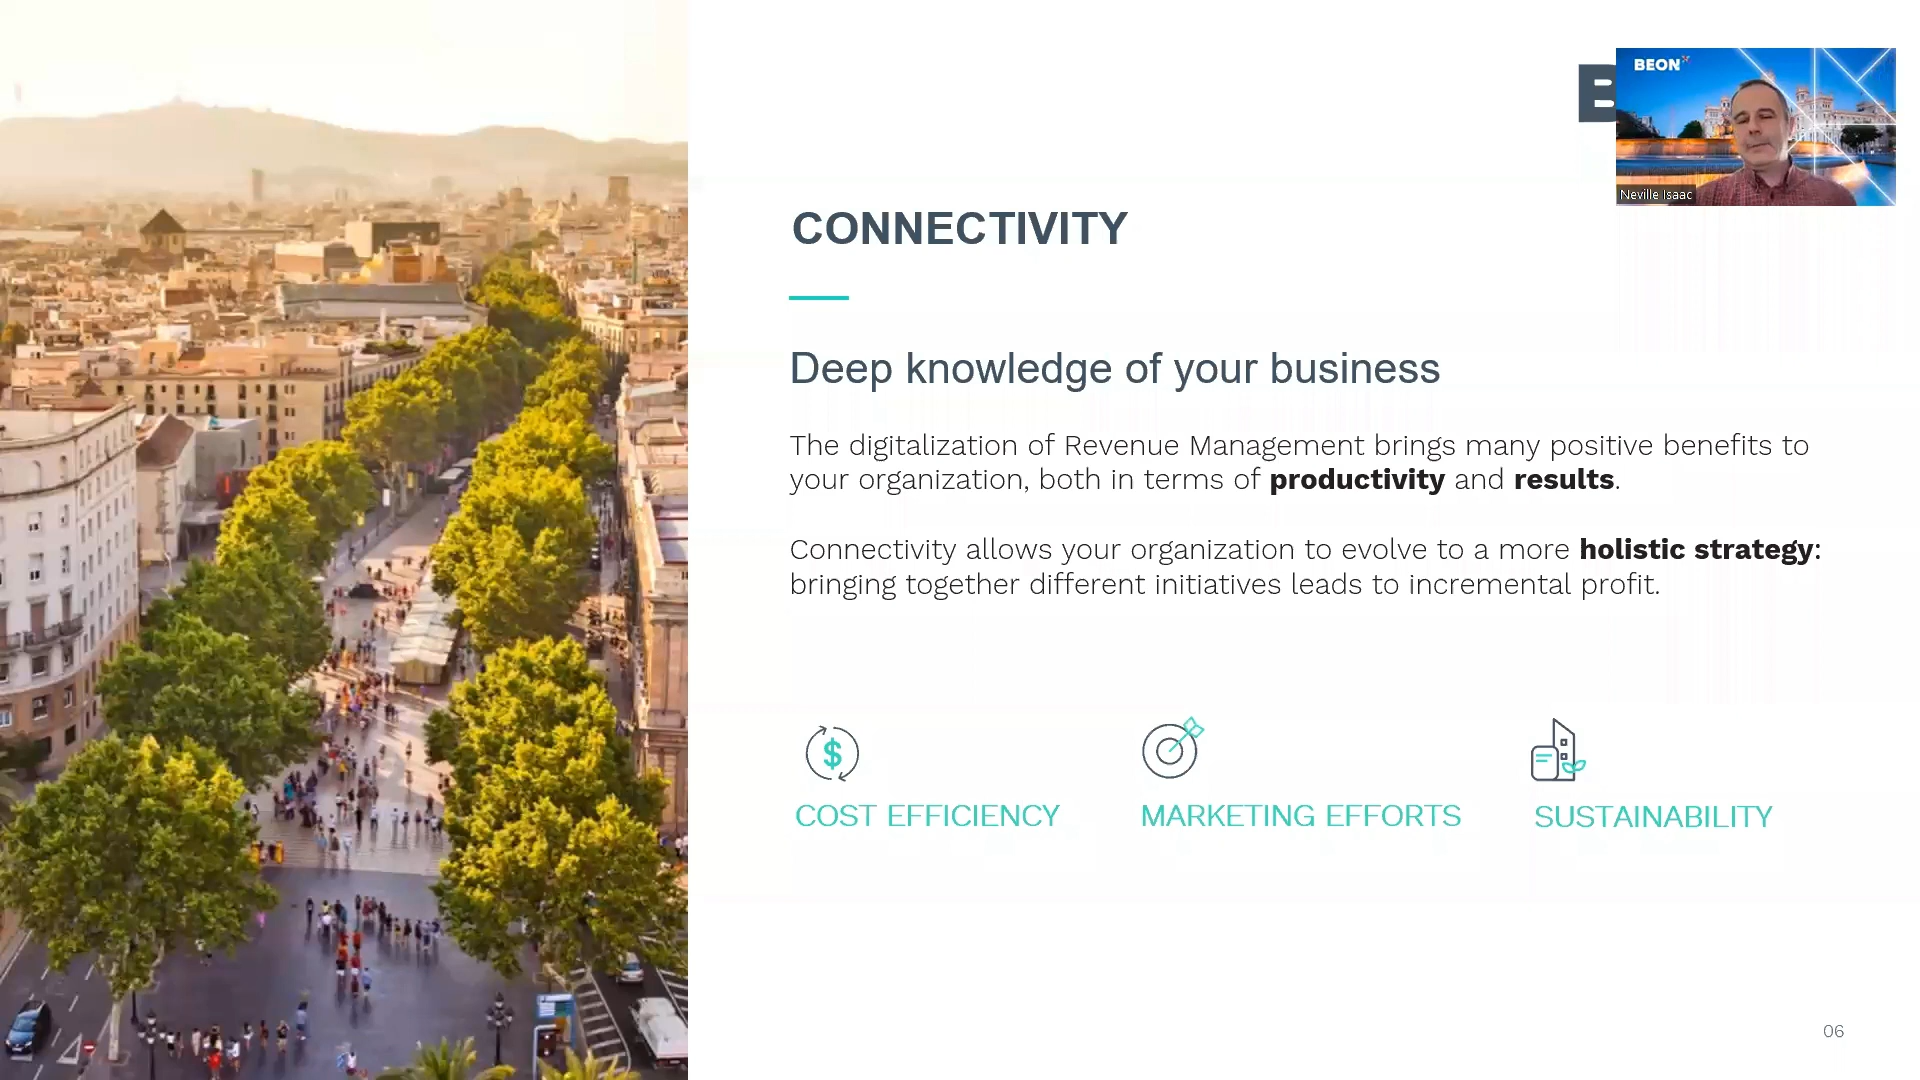 BEON
B
Neville Isaac
CONNECTIVITY
Deep knowledge of your business
The digitalization of Revenue Management brings many positive benefits to
your organization, both in terms of productivity and results.
Connectivity allows your organization to evolve to a more holistic strategy:
bringing together different initiatives leads to incremental profit.
COST EFFICIENCY
MARKETING EFFORTS
SUSTAINABILITY
06